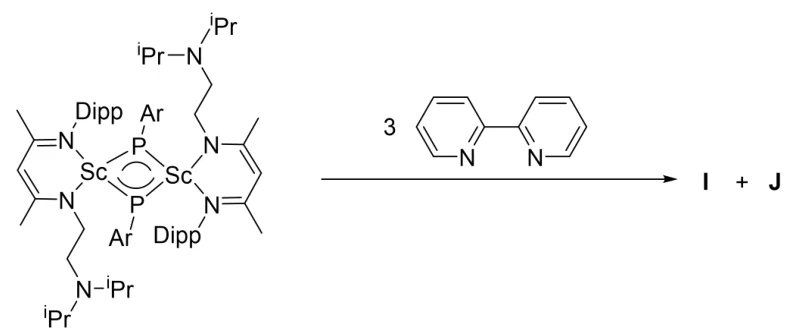 iPr
iPr–N
Dipp Ar
N P N
Sc Sc
N P N
Ar Dipp
N–iPr
iPr
3
N N
I + J